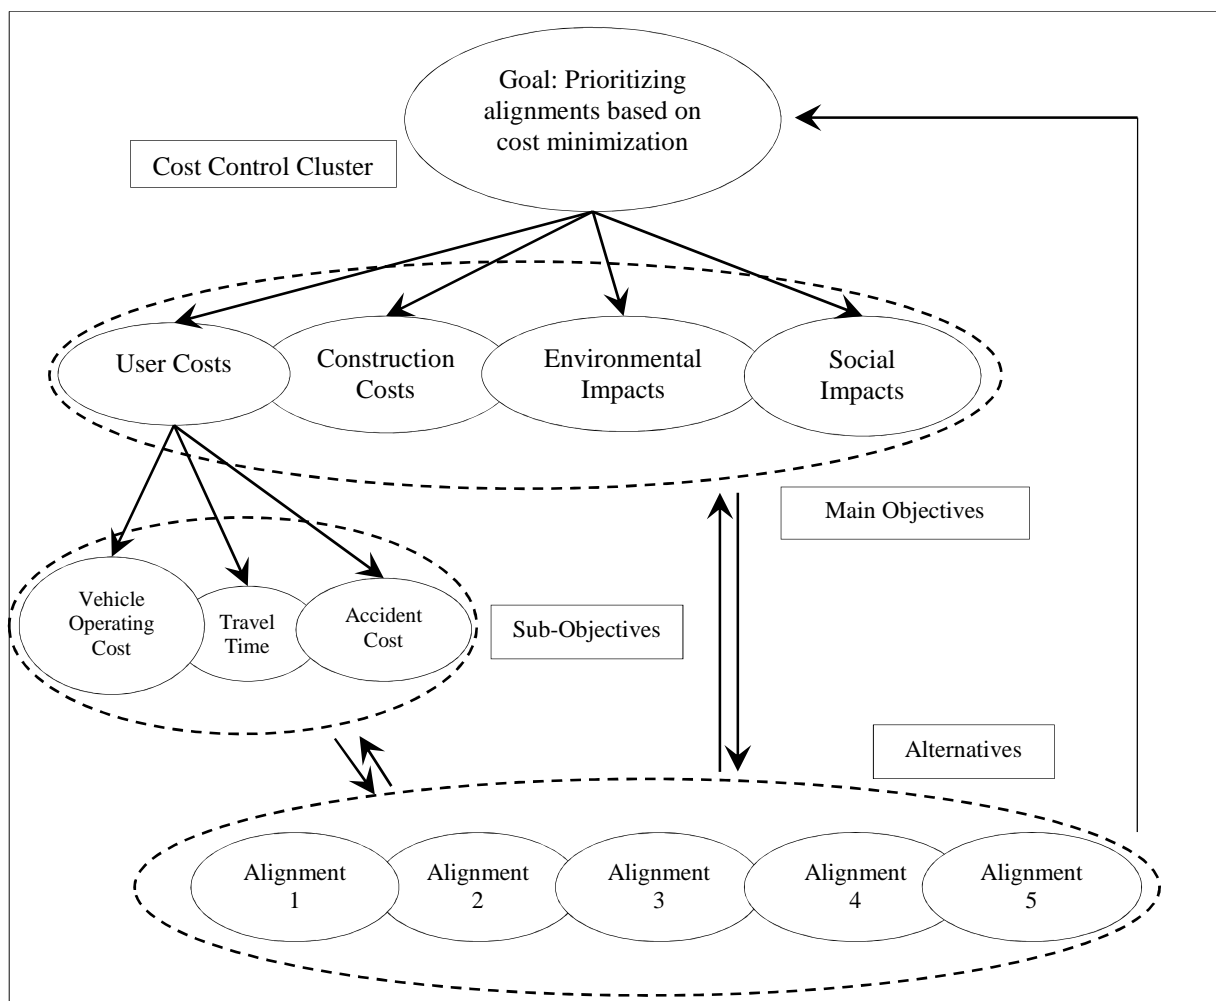 Goal: Prioritizing
alignments based on
cost minimization
Cost Control Cluster
User Costs
Construction
Costs
Environmental
Impacts
Social
Impacts
Main Objectives
Vehicle
Operating
Cost
Travel
Time
Accident
Cost
Sub-Objectives
Alternatives
Alignment
1
Alignment
2
Alignment
3
Alignment
4
Alignment
5